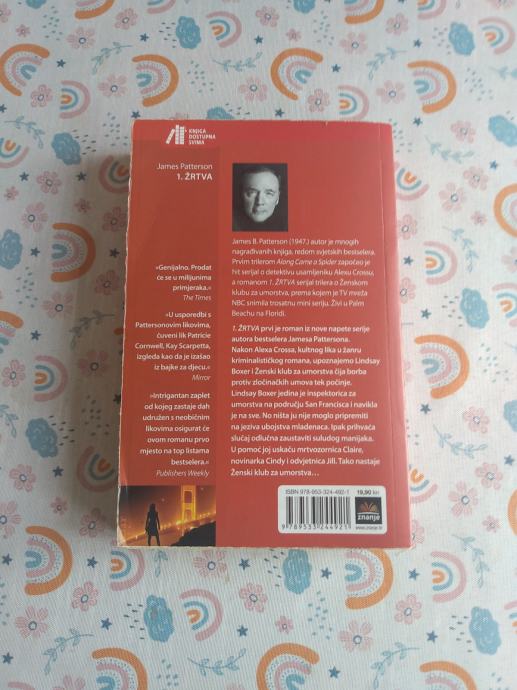 KNJIGA
DOSTUPNA
SVIMA
James Patterson
1. ŽRTVA
»Genijalno. Prodat
će se u milijunima
primjeraka.«
The Times
»U usporedbi s
Pattersonovim likovima,
čuveni lik Patricie
Cornwell, Kay Scarpetta,
izgleda kao da je izašao
iz bajke za djecu.«
Mirror
»Intrigantan zaplet
od kojeg zastaje dah
udružen s neobičnim
likovima osigurat će
ovom romanu prvo
mjesto na top listama
bestselera.«
Publishers Weekly
James B. Patterson (1947.) autor je mnogih
nagrađivanih knjiga, redom svjetskih bestselera.
Prvim trilerom Along Came a Spider započeo je
hit serijal o detektivu usamljeniku Alexu Crossu,
a romanom 1. ŽRTVA serijal trilera o Ženskom
klubu za umorstva, prema kojem je TV mreža
NBC snimila trosatnu mini seriju. Živi u Palm
Beachu na Floridi.
1. ŽRTVA prvi je roman iz nove napete serije
autora bestselera Jamesa Pattersona.
Nakon Alexa Crossa, kultnog lika u žanru
kriminalističkog romana, upoznajemo Lindsay
Boxer i Ženski klub za umorstva čija borba
protiv zločinačkih umova tek počinje.
Lindsay Boxer jedina je inspektorica za
umorstva na području San Francisca i navikla
je na sve. No ništa ju nije moglo pripremiti
na jeziva ubojstva mladenaca. Ipak prihvaća
slučaj odlučna zaustaviti suludog manijaka.
U pomoć joj uskaču mrtvozornica Claire,
novinarka Cindy i odvjetnica Jill. Tako nastaje
Ženski klub za umorstva...
ISBN 978-953-324-492-1
9 789533 244921
19,90 kn
znanje
www.znanje.hr